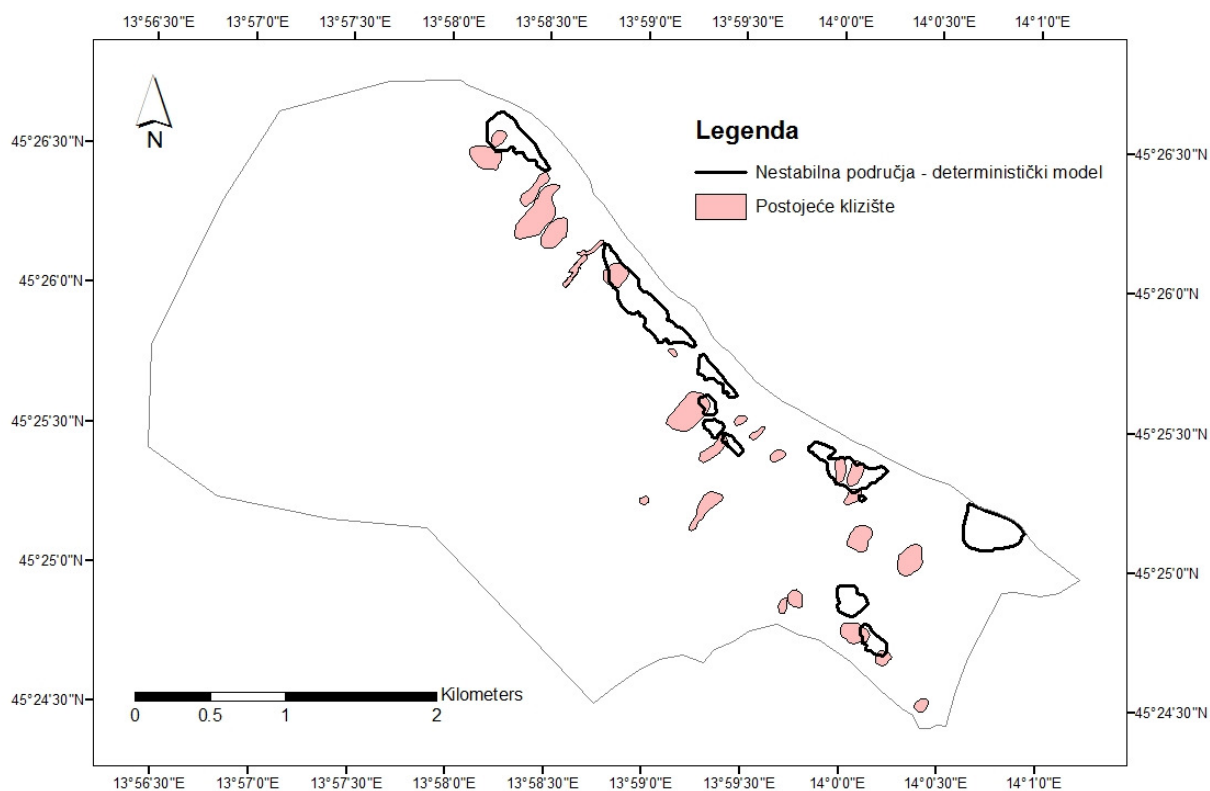 13°56'30"E 13°57'0"E 13°57'30"E 13°58'0"E 13°58'30"E 13°59'0"E 13°59'30"E 14°0'0"E 14°0'30"E 14°1'0"E
N
Legenda
Nestabilna područja - deterministički model
Postojeće klizište
45°26'30"N 45°26'30"N
45°26'0"N 45°26'0"N
45°25'30"N 45°25'30"N
45°25'0"N 45°25'0"N
45°24'30"N 45°24'30"N
Kilometers
0 0.5 1 2
13°56'30"E 13°57'0"E 13°57'30"E 13°58'0"E 13°58'30"E 13°59'0"E 13°59'30"E 14°0'0"E 14°0'30"E 14°1'0"E